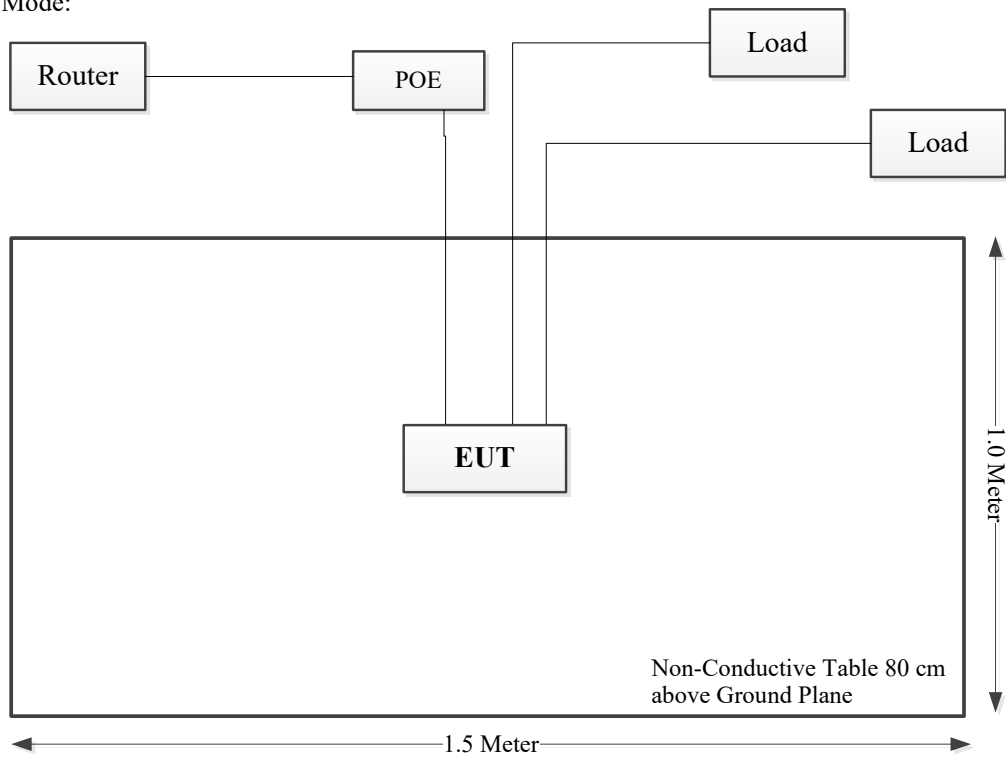 Mode:
Load
Router
POE
Load
EUT
1.0 Meter
Non-Conductive Table 80 cm
above Ground Plane
1.5 Meter